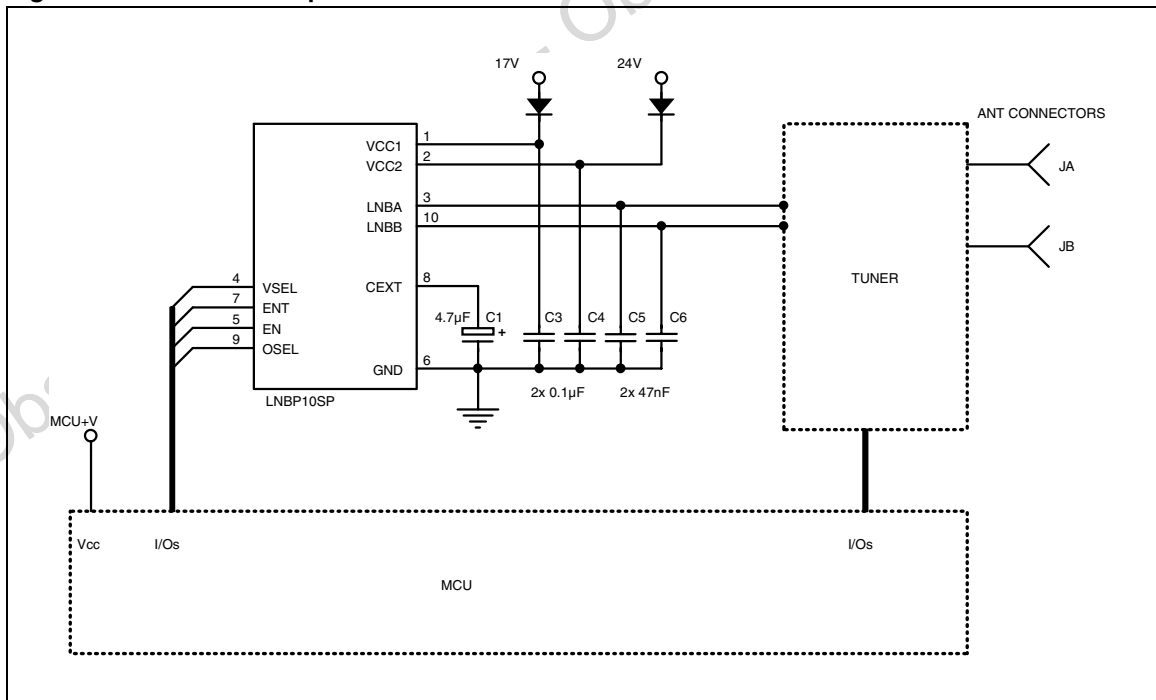 17V
24V
ANT CONNECTORS
VCC1
1
VCC2
2
JA
LNBA
3
LNBB
10
JB
TUNER
4
VSEL
CEXT
8
7
ENT
5
EN
4.7µF
C1
+
C3
C4
C5
C6
9
OSEL
GND
6
2x 0.1µF
2x 47nF
LNBP10SP
MCU+V
Vcc
I/Os
I/Os
MCU